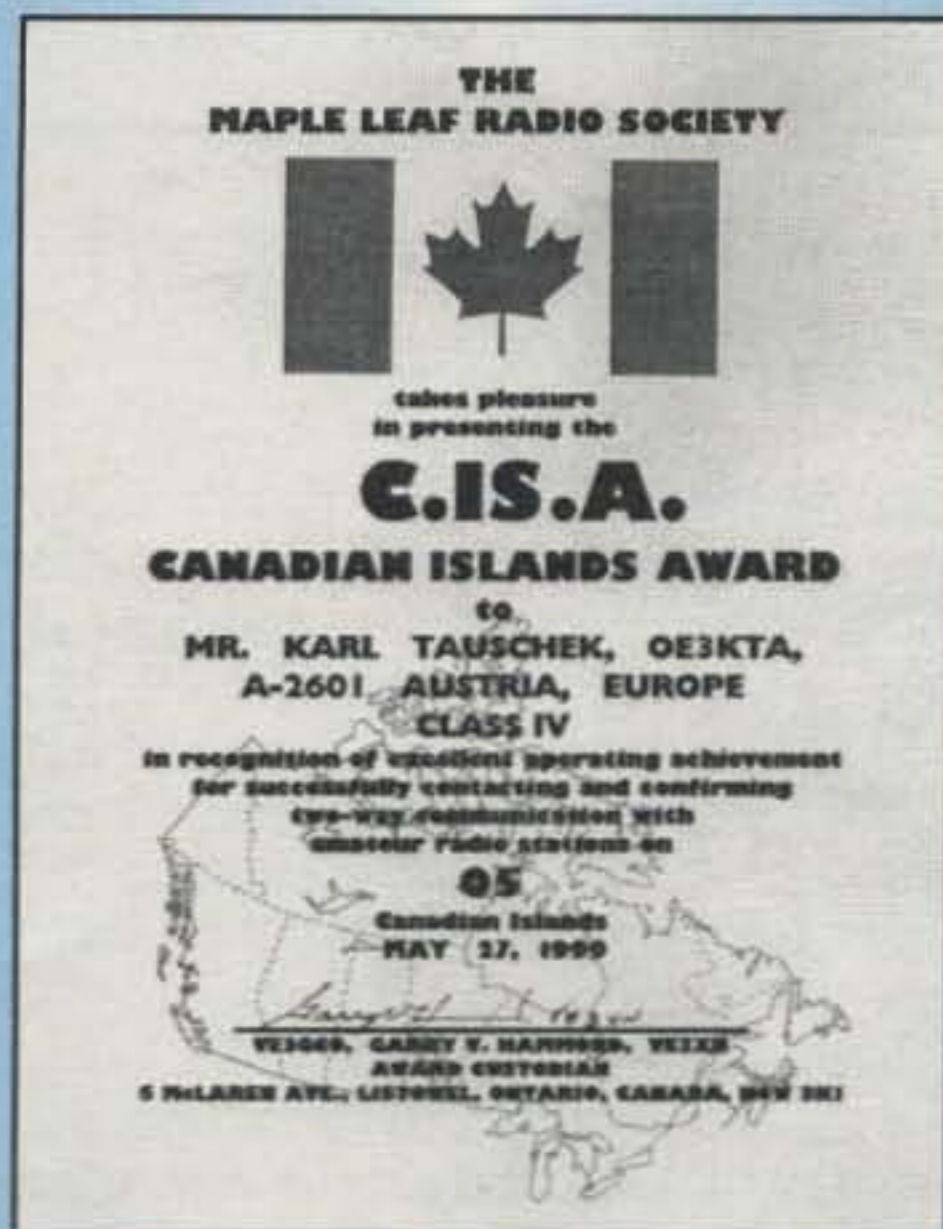 THE
MAPLE LEAF RADIO SOCIETY
takes pleasure
in presenting the
C.IS.A.
CANADIAN ISLANDS AWARD
to
MR. KARL TAUSCHEK, OE3KTA,
A-2601 AUSTRIA, EUROPE
CLASS IV
in recognition of excellent operating achievement
for successfully contacting and confirming
two-way communication with
amateur radio stations on
05
Canadian Islands
MAY 27, 1999
GARRY V. HAMMOND,
AWARD CUSTODIAN
5 McLAREN AVE., LISTOWEL, ONTARIO, CANADA, N4W 3K1